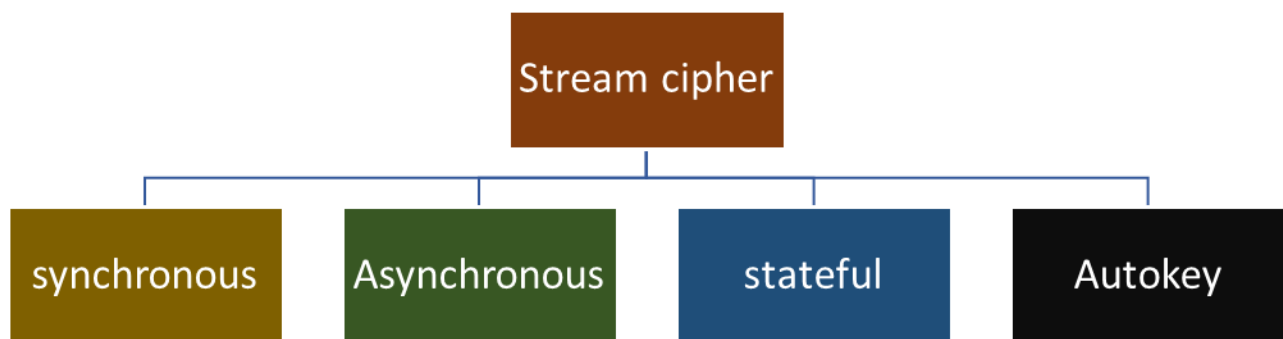 Stream cipher
synchronous
Asynchronous
stateful
Autokey